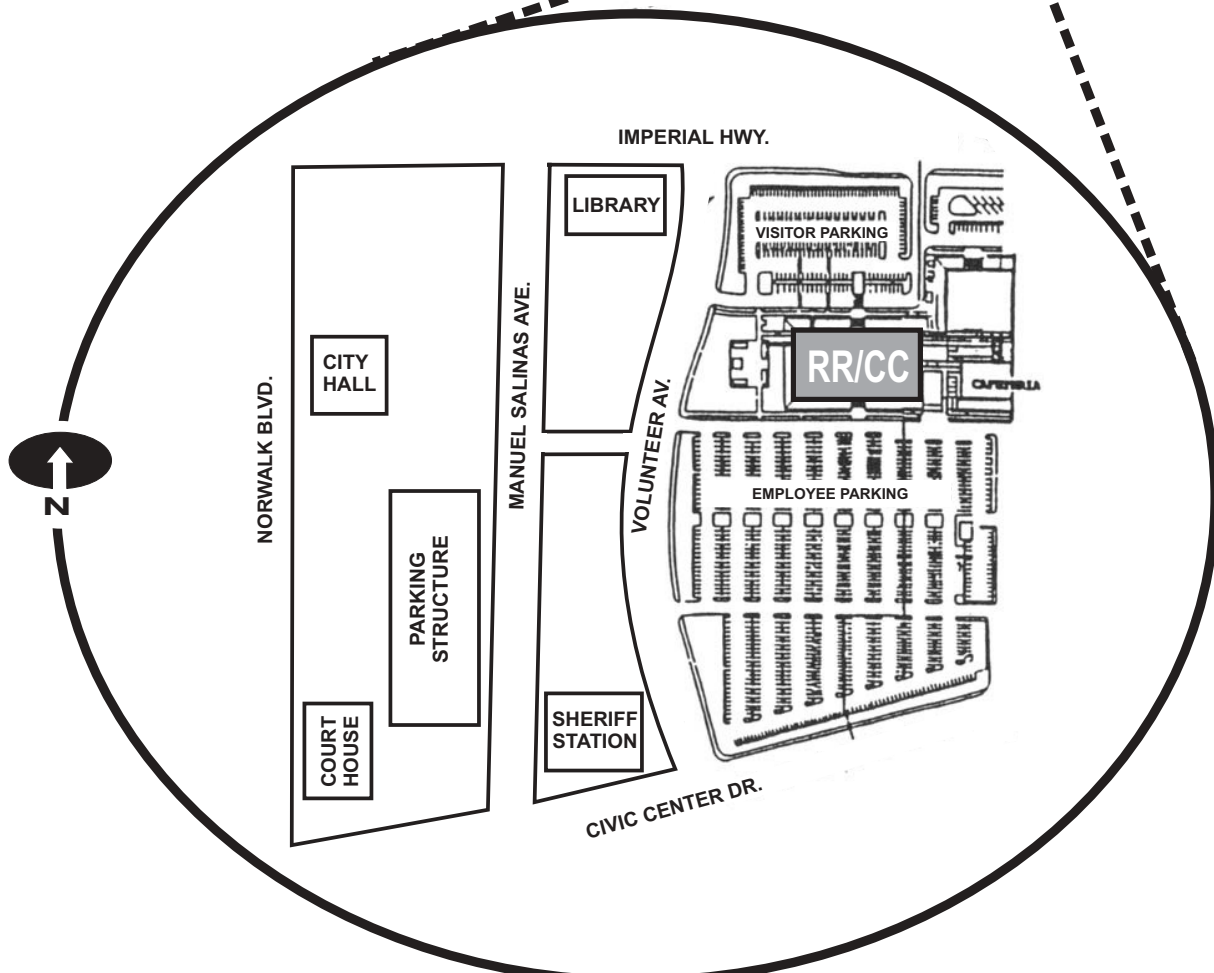 IMPERIAL HWY.
LIBRARY
VISITOR PARKING
MANUEL SALINAS AVE.
CITY
HALL
RR/CC
CAFETERIA
NORWALK BLVD.
VOLUNTEER AV.
N
EMPLOYEE PARKING
PARKING
STRUCTURE
COURT
HOUSE
SHERIFF
STATION
CIVIC CENTER DR.